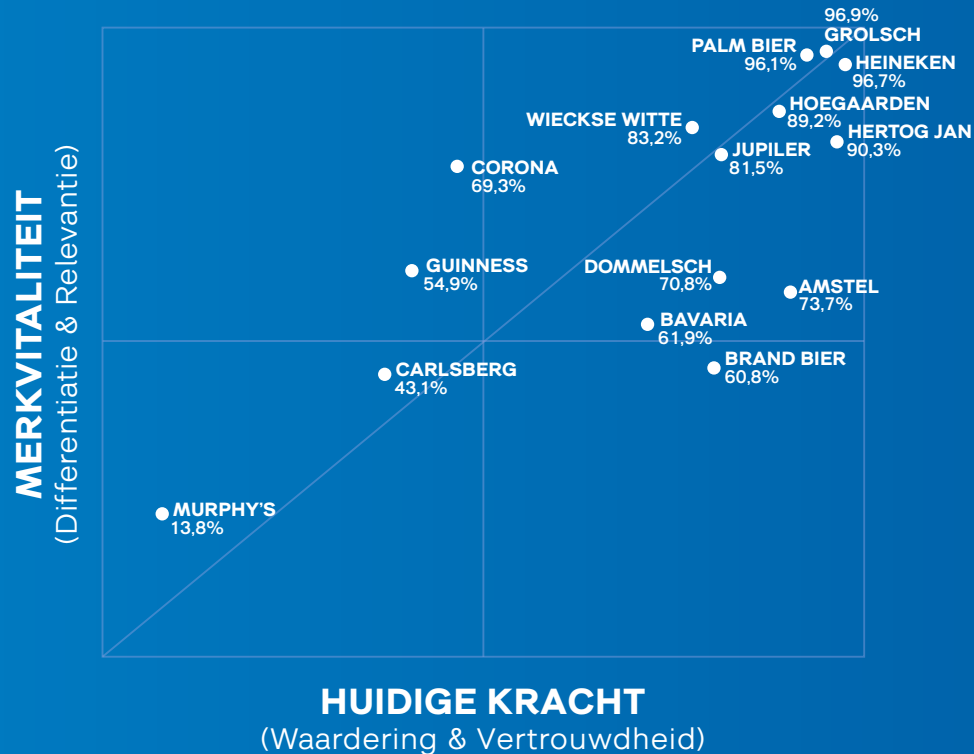 96,9%
GROLSCH
PALM BIER
96,1%
HEINEKEN
96,7%
HOEGAARDEN
89,2%
WIECKSE WITTE
83,2%
HERTOG JAN
90,3%
JUPILER
81,5%
CORONA
69,3%
GUINNESS
54,9%
DOMMELSCH
70,8%
AMSTEL
73,7%
BAVARIA
61,9%
BRAND BIER
60,8%
CARLSBERG
43,1%
MURPHY'S
13,8%
MERKVITALITEIT
(Differentiatie & Relevantie)
HUIDIGE KRACHT
(Waardering & Vertrouwdheid)